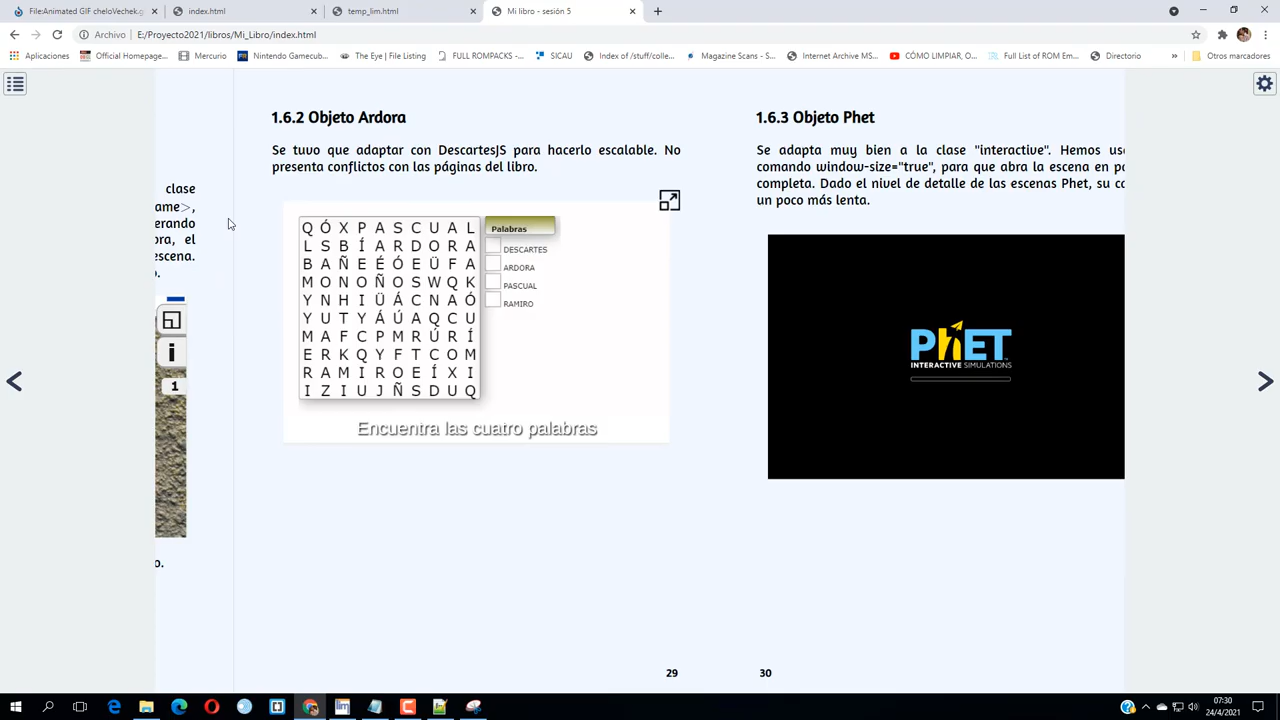 File:Animated GIF cheloVechek.g
index.html
temp_lim.html
Mi libro - sesión 5
Archivo
E:/Proyecto2021/libros/Mi_Libro/index.html
Aplicaciones
Official Homepage...
Mercurio
Nintendo Gamecub...
The Eye | File Listing
FULL ROMPACKS -...
SICAU
Index of /stuff/colle...
Magazine Scans - S...
Internet Archive MS...
CÓMO LIMPIAR, O...
Full List of ROM Em...
Directorio
»
Otros marcadores
clase
ame>,
erando
ora, el
escena.
o.
i
1
o.
1.6.2 Objeto Ardora
Se tuvo que adaptar con DescartesJS para hacerlo escalable. No
presenta conflictos con las páginas del libro.
Q Ó X P A S C U A L
L S B Í A R D O R A
B A Ñ E É Ó E Ü F A
M O N O Ñ O S W Q K
Y N H I Ü Á C N A Ó
Y U T Y Á Ú A Q C U
M A F C P M R Ú R Í
E R K Q Y F T C O M
R A M I R O E Í X I
I Z I U J Ñ S D U Q
Palabras
DESCARTES
ARDORA
PASCUAL
RAMIRO
Encuentra las cuatro palabras
29
1.6.3 Objeto Phet
Se adapta muy bien a la clase "interactive". Hemos us
comando window-size="true", para que abra la escena en p
completa. Dado el nivel de detalle de las escenas Phet, su c
un poco más lenta.
PhET
INTERACTIVE SIMULATIONS
30
lim
07:30
24/4/2021